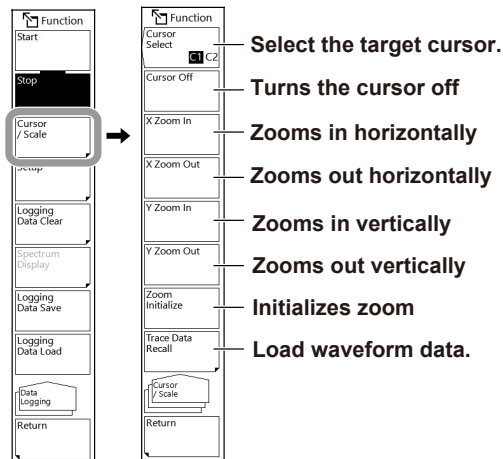 Function
Start
Stop
Cursor
/ Scale
Setup
Logging
Data Clear
Spectrum
Display
Logging
Data Save
Logging
Data Load
Data
Logging
Return
Function
Cursor
Select
C1 C2
Cursor Off
X Zoom In
X Zoom Out
Y Zoom In
Y Zoom Out
Zoom
Initialize
Trace Data
Recall
Cursor
/ Scale
Return
Select the target cursor.
Turns the cursor off
Zooms in horizontally
Zooms out horizontally
Zooms in vertically
Zooms out vertically
Initializes zoom
Load waveform data.